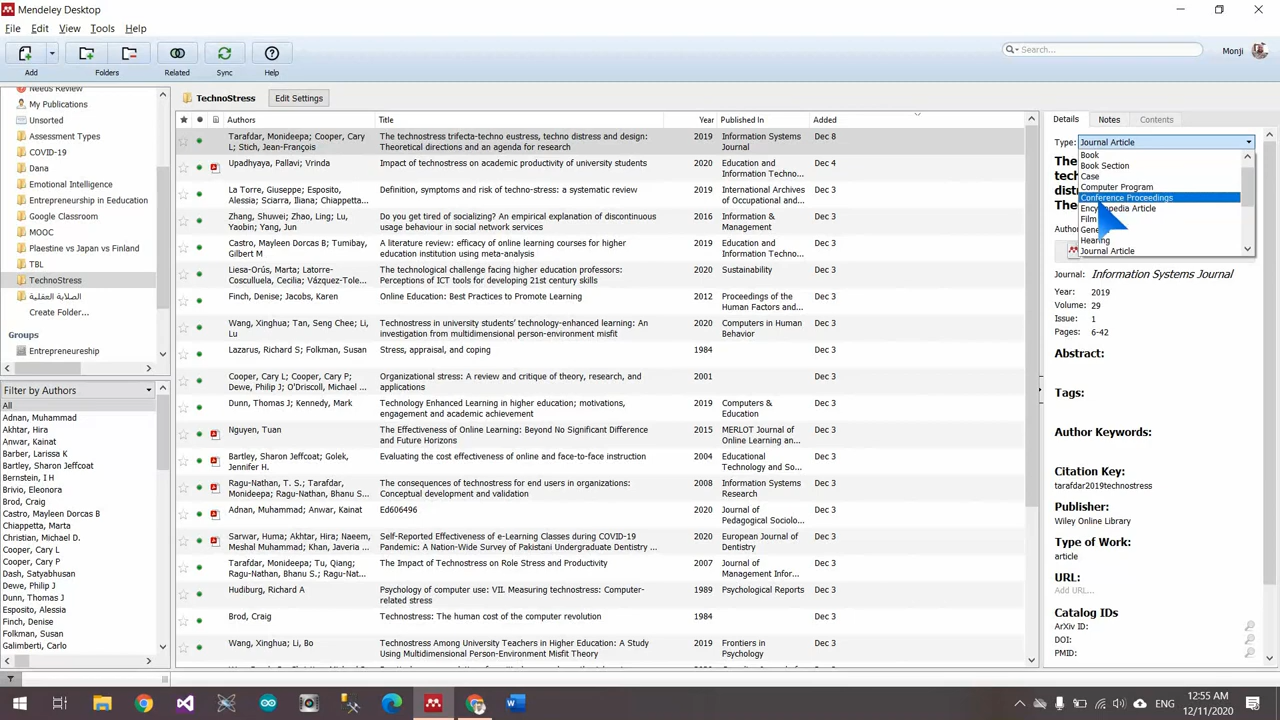 Mendeley Desktop
File Edit View Tools Help
Search...
Monji
Add Folders Related Sync Help
Needs Review
My Publications
Unsorted
Assessment Types
COVID-19
Dana
Emotional Intelligence
Entrepreneurship in Eeducation
Google Classroom
MOOC
Plaestine vs Japan vs Finland
TBL
TechnoStress
الصلابة العقلية
Create Folder...
Groups
Entrepreneurship
Filter by Authors
All
Adnan, Muhammad
Akhtar, Hira
Anwar, Kainat
Barber, Larissa K
Bartley, Sharon Jeffcoat
Bernstein, I H
Brivio, Eleonora
Brod, Craig
Castro, Mayleen Dorcas B
Chiappetta, Marta
Christian, Michael D.
Cooper, Cary L
Cooper, Cary L.
Cooper, Cary P
Dash, Satyabhusan
Dewe, Philip J
Dunn, Thomas J
Esposito, Alessia
Finch, Denise
Folkman, Susan
Galimberti, Carlo
TechnoStress Edit Settings
Authors Title Year Published In Added
Tarafdar, Monideepa; Cooper, Cary The technostress trifecta-techno eustress, techno distress and design: 2019 Information Systems Dec 8
L; Stich, Jean-François Theoretical directions and an agenda for research Journal
Upadhyaya, Pallavi; Vrinda Impact of technostress on academic productivity of university students 2020 Education and Dec 4
Information Techno...
La Torre, Giuseppe; Esposito, Definition, symptoms and risk of techno-stress: a systematic review 2019 International Archives Dec 3
Alessia; Sciarra, Iliana; Chiappetta... of Occupational and...
Zhang, Shuwei; Zhao, Ling; Lu, Do you get tired of socializing? An empirical explanation of discontinuous 2016 Information & Dec 3
Yaobin; Yang, Jun usage behaviour in social network services Management
Castro, Mayleen Dorcas B; Tumibay, A literature review: efficacy of online learning courses for higher 2019 Education and Dec 3
Gilbert M education institution using meta-analysis Information Techno...
Liesa-Orús, Marta; Latorre- The technological challenge facing higher education professors: 2020 Sustainability Dec 3
Cosculluela, Cecilia; Vázquez-Tole... Perceptions of ICT tools for developing 21st century skills
Finch, Denise; Jacobs, Karen Online Education: Best Practices to Promote Learning 2012 Proceedings of the Dec 3
Human Factors and...
Wang, Xinghua; Tan, Seng Chee; Li, Technostress in university students' technology-enhanced learning: An 2020 Computers in Human Dec 3
Lu investigation from multidimensional person-environment misfit Behavior
Lazarus, Richard S; Folkman, Susan Stress, appraisal, and coping 1984 Dec 3
Cooper, Cary L; Cooper, Cary P; Organizational stress: A review and critique of theory, research, and 2001 Dec 3
Dewe, Philip J; O'Driscoll, Michael ... applications
Dunn, Thomas J; Kennedy, Mark Technology Enhanced Learning in higher education; motivations, 2019 Computers & Dec 3
engagement and academic achievement Education
Nguyen, Tuan The Effectiveness of Online Learning: Beyond No Significant Difference 2015 MERLOT Journal of Dec 3
and Future Horizons Online Learning an...
Bartley, Sharon Jeffcoat; Golek, Evaluating the cost effectiveness of online and face-to-face instruction 2004 Educational Dec 3
Jennifer H. Technology and So...
Ragu-Nathan, T. S.; Tarafdar, The consequences of technostress for end users in organizations: 2008 Information Systems Dec 3
Monideepa; Ragu-Nathan, Bhanu S... Conceptual development and validation Research
Adnan, Muhammad; Anwar, Kainat Ed606496 2020 Journal of Dec 3
Pedagogical Sociolo...
Sarwar, Huma; Akhtar, Hira; Naeem, Self-Reported Effectiveness of e-Learning Classes during COVID-19 2020 European Journal of Dec 3
Meshal Muhammad; Khan, Javeria ... Pandemic: A Nation-Wide Survey of Pakistani Undergraduate Dentistry ... Dentistry
Tarafdar, Monideepa; Tu, Qiang; The Impact of Technostress on Role Stress and Productivity 2007 Journal of Dec 3
Ragu-Nathan, Bhanu S.; Ragu-Nat... Management Infor...
Hudiburg, Richard A Psychology of computer use: VII. Measuring technostress: Computer- 1989 Psychological Reports Dec 3
related stress
Brod, Craig Technostress: The human cost of the computer revolution 1984 Dec 3
Wang, Xinghua; Li, Bo Technostress Among University Teachers in Higher Education: A Study 2019 Frontiers in Dec 3
Using Multidimensional Person-Environment Misfit Theory Psychology
Details Notes Contents
Type: Journal Article
Book
Book Section
Case
Computer Program
Conference Proceedings
Encyclopedia Article
Film
Hearing
Journal Article
Journal: Information Systems Journal
Year: 2019
Volume: 29
Issue: 1
Pages: 6-42
Abstract:
Tags:
Author Keywords:
Citation Key:
tarafdar2019technostress
Publisher:
Wiley Online Library
Type of Work:
article
URL:
Add URL...
Catalog IDs
ArXiv ID:
DOI:
PMID:
ENG
12:55 AM
12/11/2020